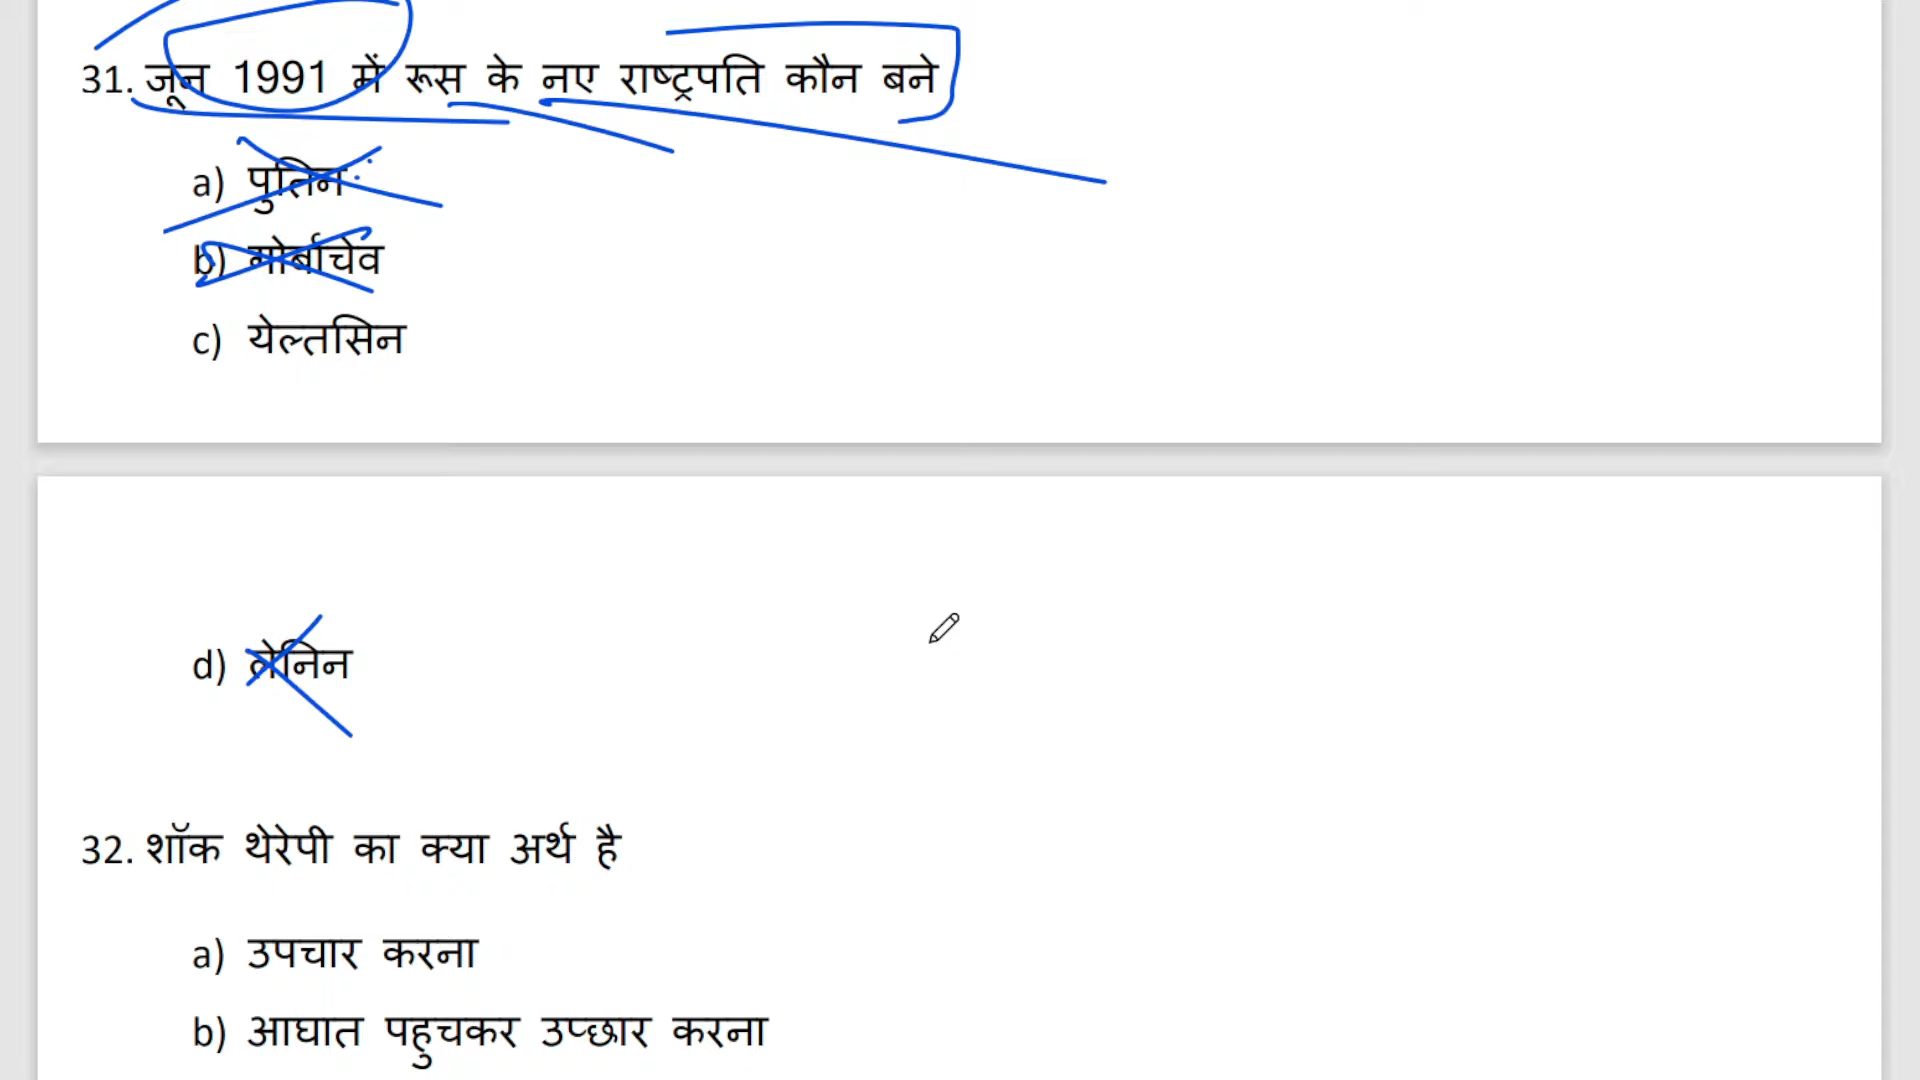 31. जून 1991 में रूस के नए राष्ट्रपति कौन बने
a) पुतिन
b) गोर्बाचेव
c) येल्तसिन
d) लेनिन
32. शॉक थेरेपी का क्या अर्थ है
a) उपचार करना
b) आघात पहुचकर उप्छार करना